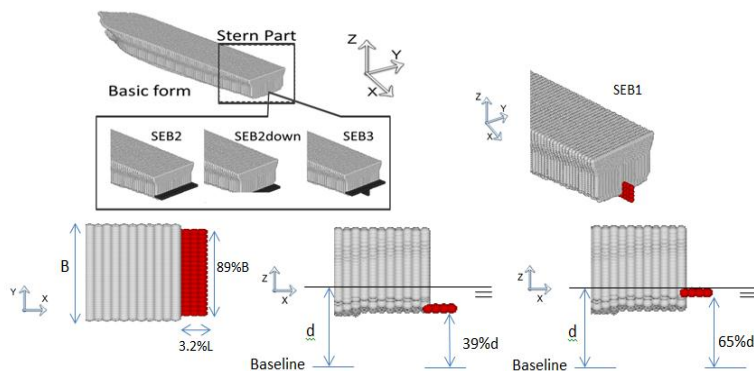 Stern Part
Basic form
Z
Y
X
SEB2
SEB2down
SEB3
SEB1
Z
Y
X
B
89%B
3.2%L
Y
X
Z
X
d
39%d
Baseline
Z
X
d
65%d
Baseline